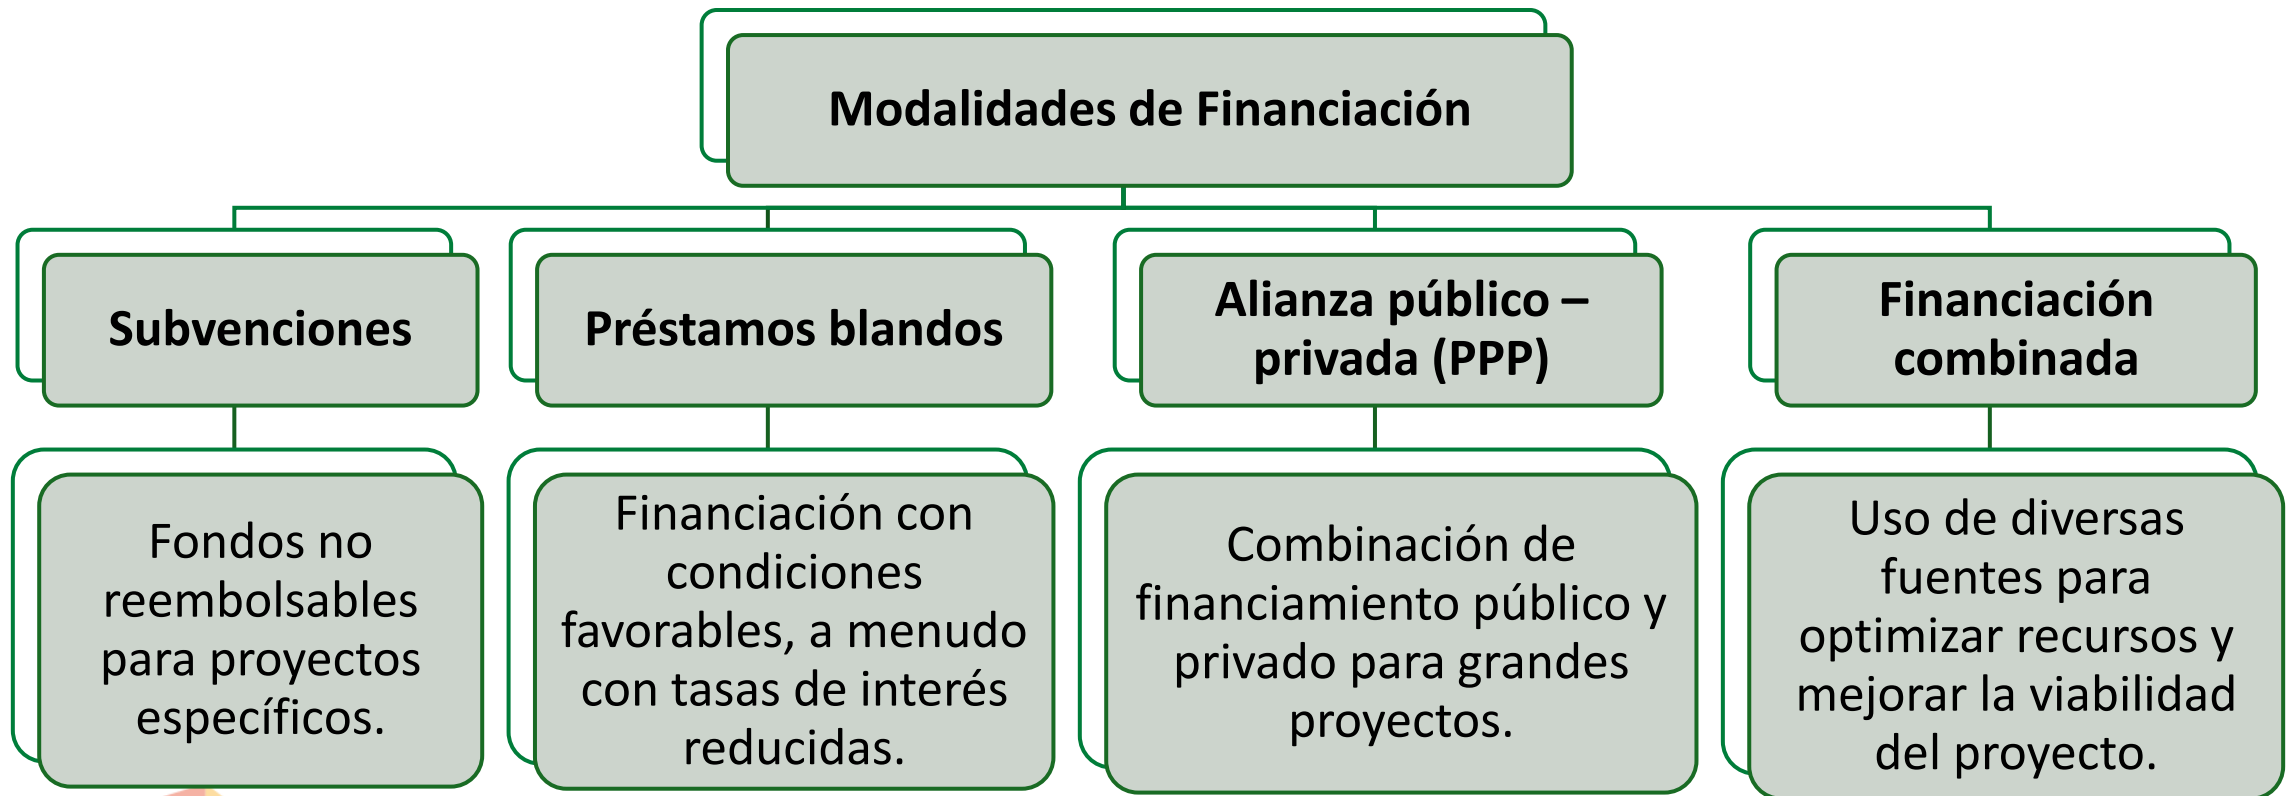 Modalidades de Financiación
Subvenciones
Préstamos blandos
Alianza público –
privada (PPP)
Financiación
combinada
Fondos no
reembolsables
para proyectos
específicos.
Financiación con
condiciones
favorables, a menudo
con tasas de interés
reducidas.
Combinación de
financiamiento público y
privado para grandes
proyectos.
Uso de diversas
fuentes para
optimizar recursos y
mejorar la viabilidad
del proyecto.